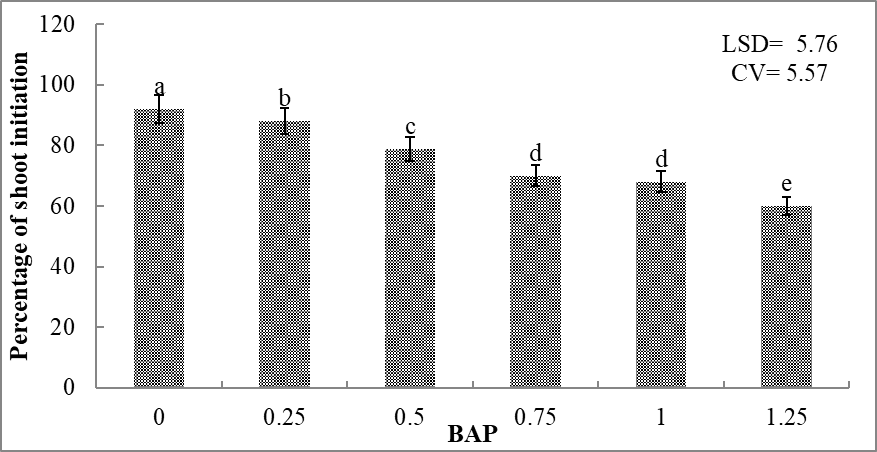 120
100
80
60
40
20
0
Percentage of shoot initiation
LSD=  5.76
CV= 5.57
a
b
c
d
d
e
0 0.25 0.5 0.75 1 1.25
BAP